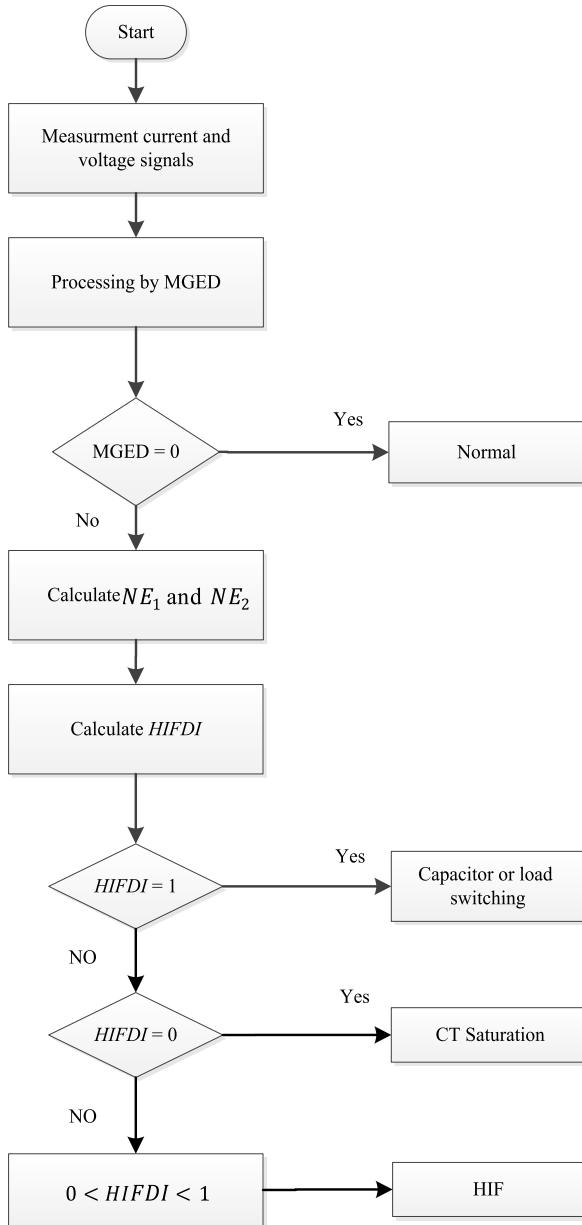 Start
Measurment current and
voltage signals
Processing by MGED
MGED = 0
Yes
Normal
No
Calculate NE₁ and NE₂
Calculate HIFDI
HIFDI = 1
Yes
Capacitor or load
switching
NO
HIFDI = 0
Yes
CT Saturation
NO
0 < HIFDI < 1
HIF